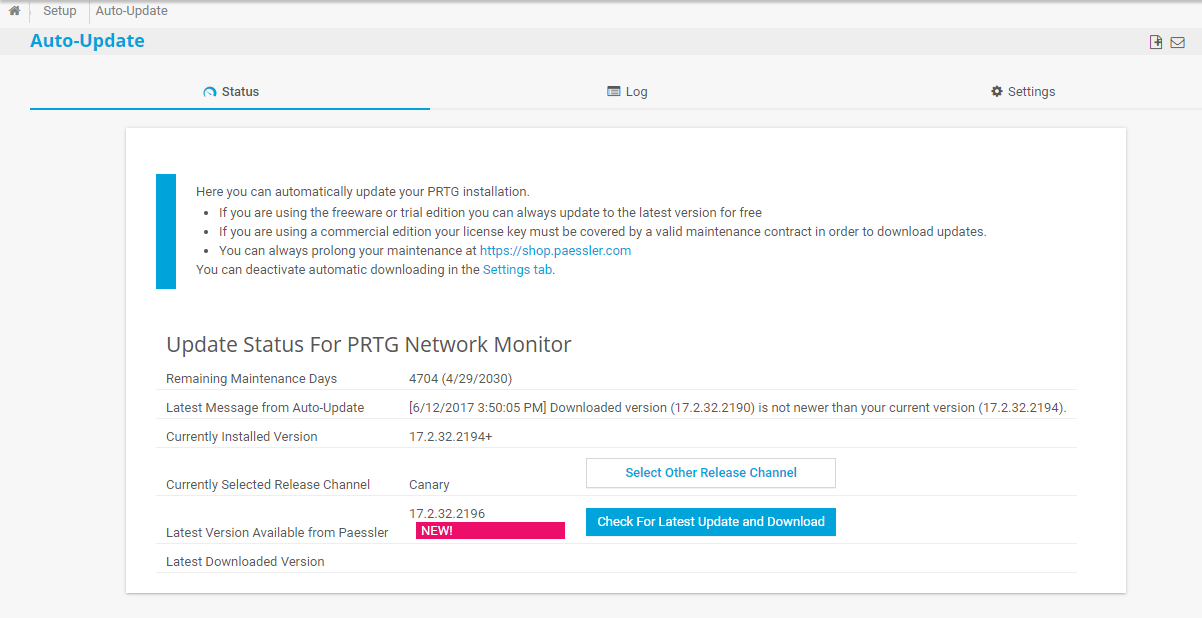 Setup Auto-Update
Auto-Update
Status Log Settings
Here you can automatically update your PRTG installation.
• If you are using the freeware or trial edition you can always update to the latest version for free
• If you are using a commercial edition your license key must be covered by a valid maintenance contract in order to download updates.
• You can always prolong your maintenance at https://shop.paessler.com
You can deactivate automatic downloading in the Settings tab.
Update Status For PRTG Network Monitor
Remaining Maintenance Days 4704 (4/29/2030)
Latest Message from Auto-Update [6/12/2017 3:50:05 PM] Downloaded version (17.2.32.2190) is not newer than your current version (17.2.32.2194).
Currently Installed Version 17.2.32.2194+
Select Other Release Channel
Currently Selected Release Channel Canary
17.2.32.2196
Check For Latest Update and Download
Latest Version Available from Paessler NEW!
Latest Downloaded Version